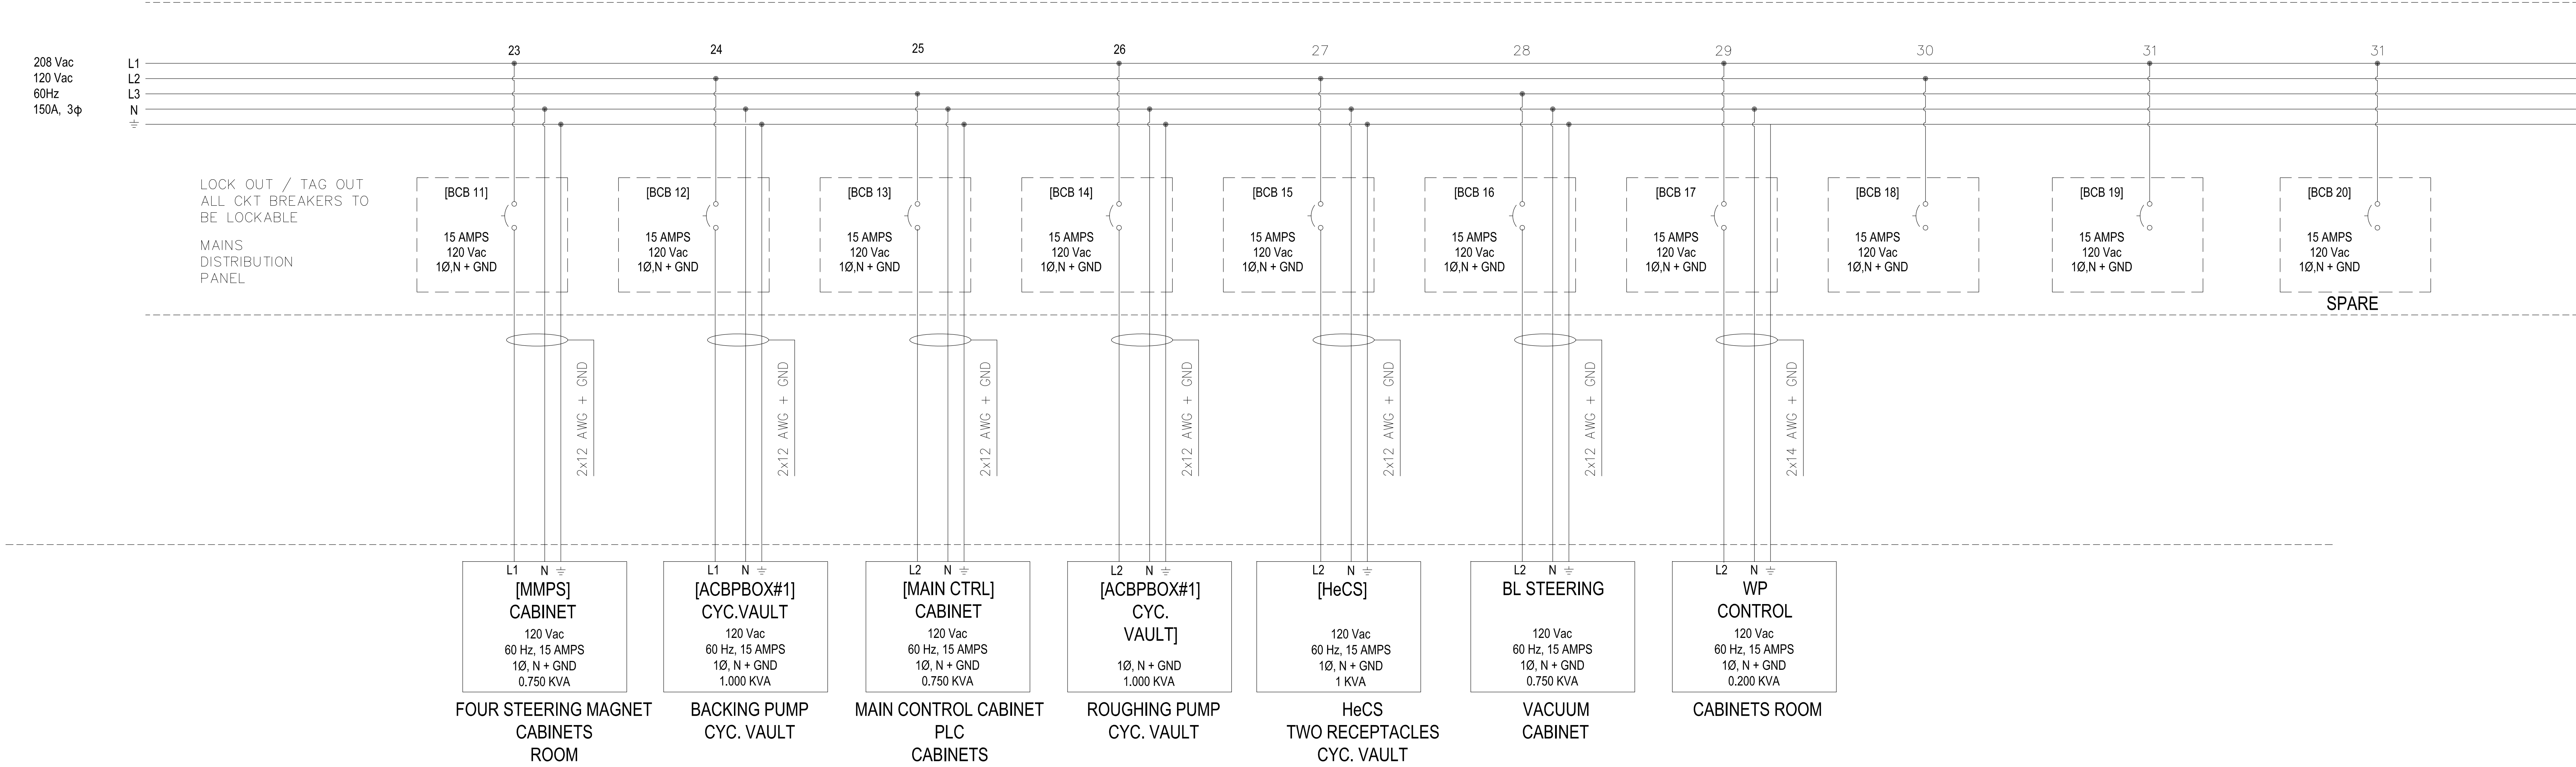 23 24 25 26 27 28 29 30 31 31
208 Vac L1
120 Vac L2
60Hz L3
150A, 3ϕ N
LOCK OUT / TAG OUT
ALL CKT BREAKERS TO
BE LOCKABLE
MAINS
DISTRIBUTION
PANEL
[BCB 11]
15 AMPS
120 Vac
1Ø,N + GND
[BCB 12]
15 AMPS
120 Vac
1Ø,N + GND
[BCB 13]
15 AMPS
120 Vac
1Ø,N + GND
[BCB 14]
15 AMPS
120 Vac
1Ø,N + GND
[BCB 15
15 AMPS
120 Vac
1Ø,N + GND
[BCB 16
15 AMPS
120 Vac
1Ø,N + GND
[BCB 17
15 AMPS
120 Vac
1Ø,N + GND
[BCB 18]
15 AMPS
120 Vac
1Ø,N + GND
[BCB 19]
15 AMPS
120 Vac
1Ø,N + GND
[BCB 20]
15 AMPS
120 Vac
1Ø,N + GND
SPARE
2x12 AWG + GND
2x12 AWG + GND
2x12 AWG + GND
2x12 AWG + GND
2x12 AWG + GND
2x12 AWG + GND
2x14 AWG + GND
L1 N
[MMPS]
CABINET
120 Vac
60 Hz, 15 AMPS
1Ø, N + GND
0.750 KVA
FOUR STEERING MAGNET
CABINETS
ROOM
L1 N
[ACBPBOX#1]
CYC.VAULT
120 Vac
60 Hz, 15 AMPS
1Ø, N + GND
1.000 KVA
BACKING PUMP
CYC. VAULT
L2 N
[MAIN CTRL]
CABINET
120 Vac
60 Hz, 15 AMPS
1Ø, N + GND
0.750 KVA
MAIN CONTROL CABINET
PLC
CABINETS
L2 N
[ACBPBOX#1]
CYC.
VAULT]
1Ø, N + GND
1.000 KVA
ROUGHING PUMP
CYC. VAULT
L2 N
[HeCS]
120 Vac
60 Hz, 15 AMPS
1Ø, N + GND
1 KVA
HeCS
TWO RECEPTACLES
CYC. VAULT
L2 N
BL STEERING
120 Vac
60 Hz, 15 AMPS
1Ø, N + GND
0.750 KVA
VACUUM
CABINET
L2 N
WP
CONTROL
120 Vac
60 Hz, 15 AMPS
1Ø, N + GND
0.200 KVA
CABINETS ROOM